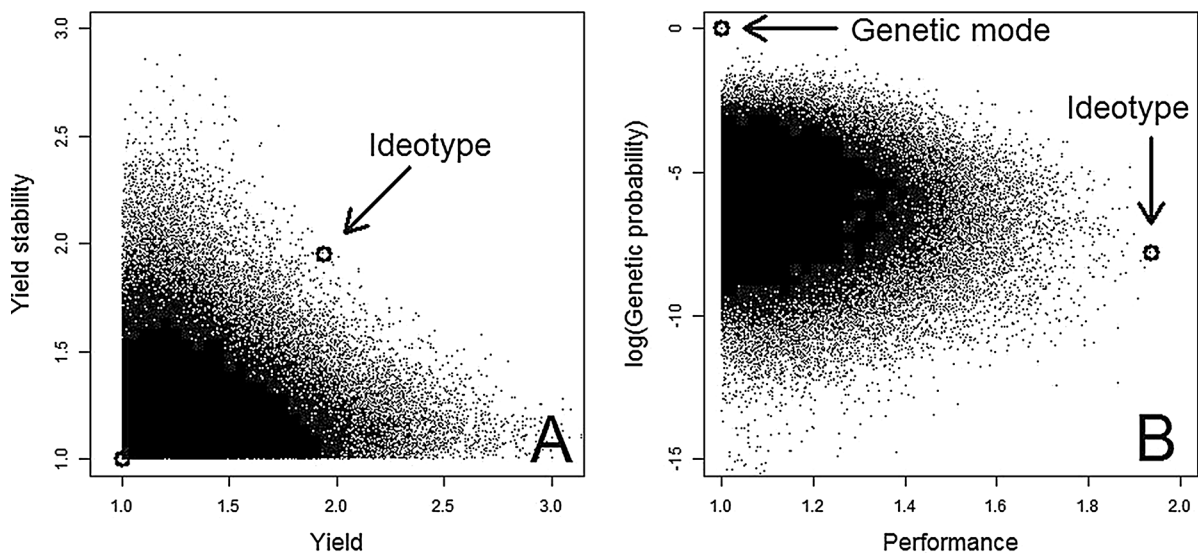 3.0
2.5
2.0
1.5
1.0
Yield stability
Ideotype
A
1.0
1.5
2.0
2.5
3.0
Yield
0
-5
-10
-15
log(Genetic probability)
Genetic mode
Ideotype
B
1.0
1.2
1.4
1.6
1.8
2.0
Performance